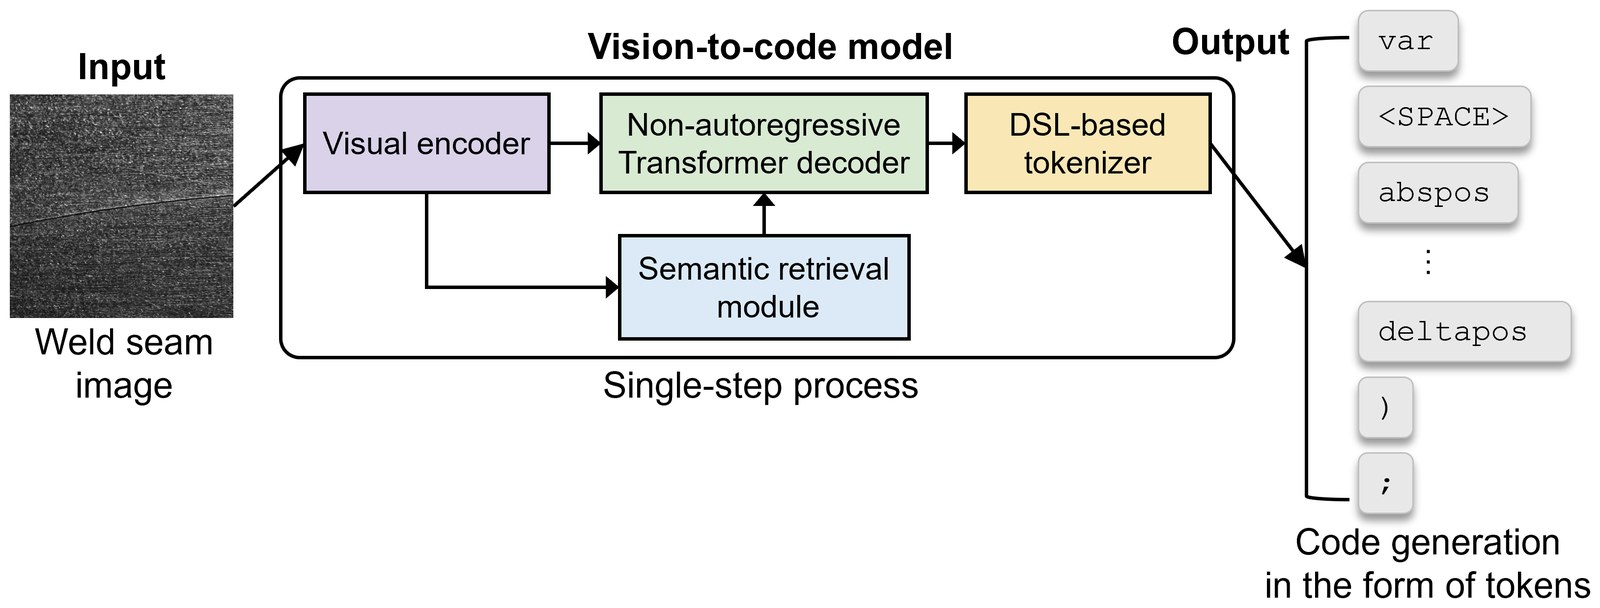 Input
Weld seam
image
Vision-to-code model
Visual encoder
Non-autoregressive
Transformer decoder
DSL-based
tokenizer
Semantic retrieval
module
Single-step process
Output
var
<SPACE>
abspos
⋮
deltapos
)
;
Code generation
in the form of tokens